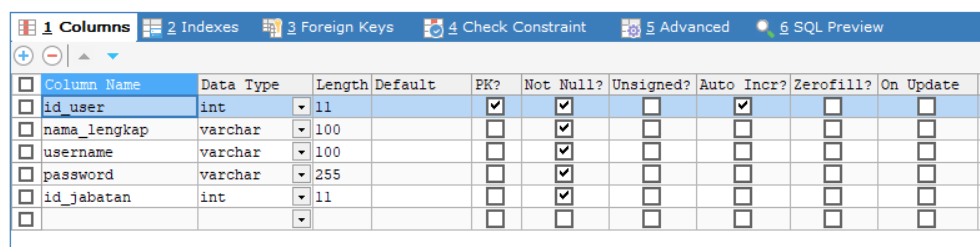 1 Columns 2 Indexes 3 Foreign Keys 4 Check Constraint 5 Advanced 6 SQL Preview
Column Name Data Type Length Default PK? Not Null? Unsigned? Auto Incr? Zerofill? On Update
id_user int 11
nama_lengkap varchar 100
username varchar 100
password varchar 255
id_jabatan int 11